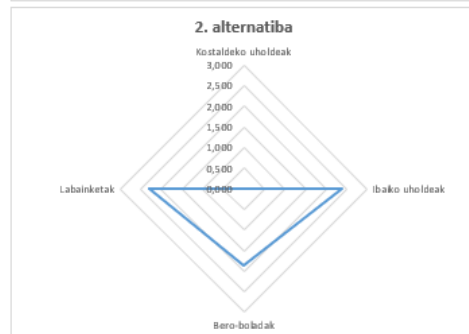 2. alternatiba
Kostaldeko uholdeak
3,000
2,500
2,000
1,500
1,000
0,500
0,000
Labainketak
Ibaiko uholdeak
Bero-boladak